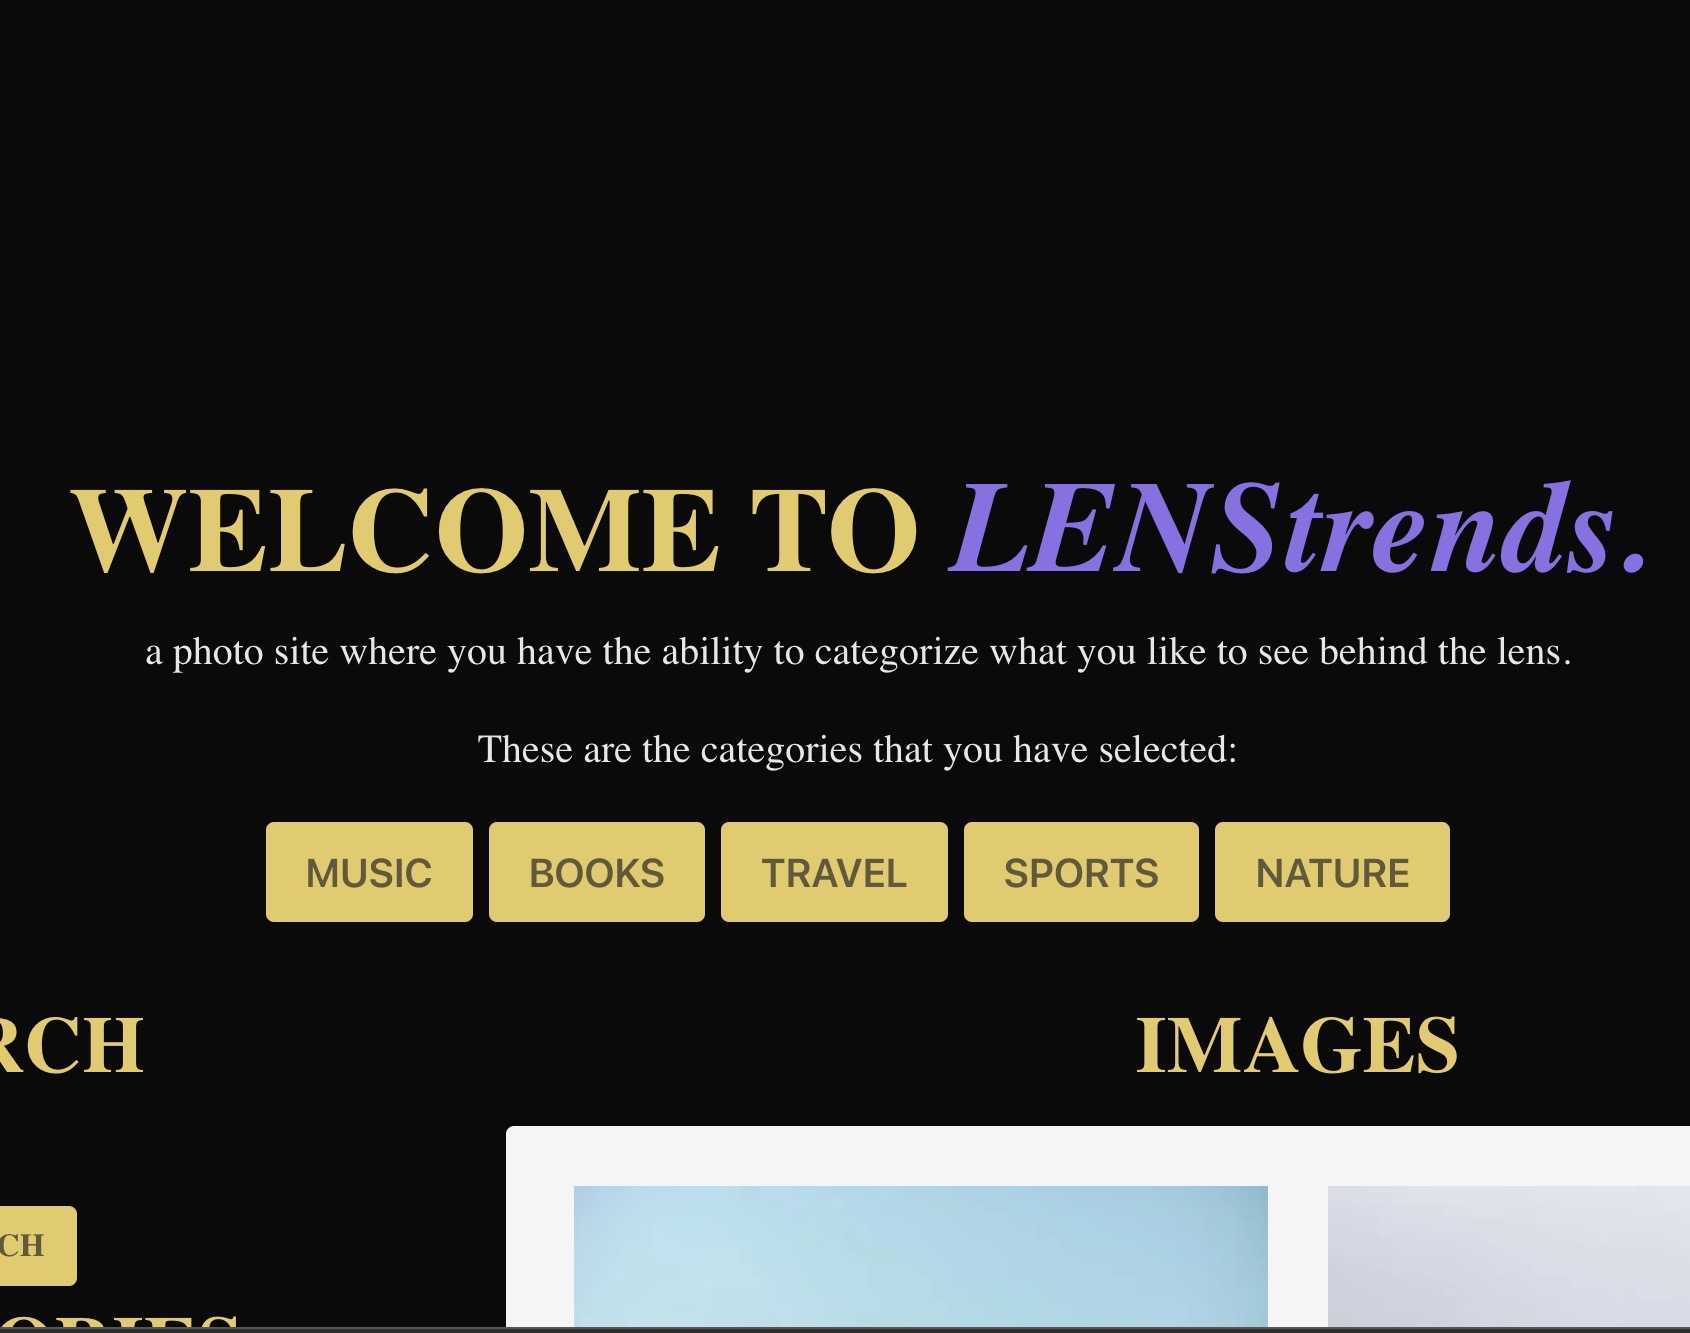 WELCOME TO LENStrends.
a photo site where you have the ability to categorize what you like to see behind the lens.
These are the categories that you have selected:
MUSIC BOOKS TRAVEL SPORTS NATURE
RCH IMAGES
CH
ORIES